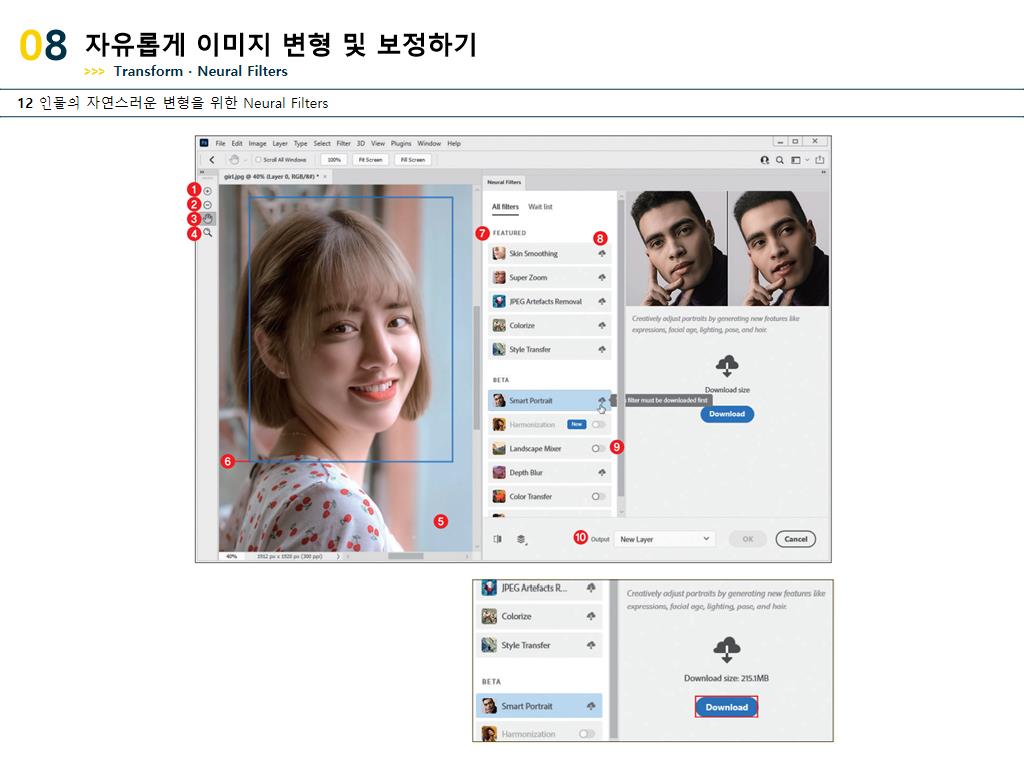 08 자유롭게 이미지 변형 및 보정하기
>>> Transform · Neural Filters
12 인물의 자연스러운 변형을 위한 Neural Filters
Ps File Edit Image Layer Type Select Filter 3D View Plugins Window Help
Scroll All Windows 100% Fit Screen Fill Screen
girl.jpg @ 40% (Layer 0, RGB/8#) * ×
Neural Filters
1
2
3
4
All filters Wait list
7 FEATURED
8
Skin Smoothing
Super Zoom
JPEG Artefacts Removal
Colorize
Style Transfer
BETA
Smart Portrait
filter must be downloaded first
Harmonization New
Landscape Mixer
9
Depth Blur
Color Transfer
Creatively adjust portraits by generating new features like
expressions, facial age, lighting, pose, and hair.
Download size
Download
6
5
10 Output New Layer OK Cancel
40% 1912 px x 1920 px (300 ppi)
JPEG Artefacts R...
Colorize
Style Transfer
BETA
Smart Portrait
Harmonization
Creatively adjust portraits by generating new features like
expressions, facial age, lighting, pose, and hair.
Download size: 215.1MB
Download